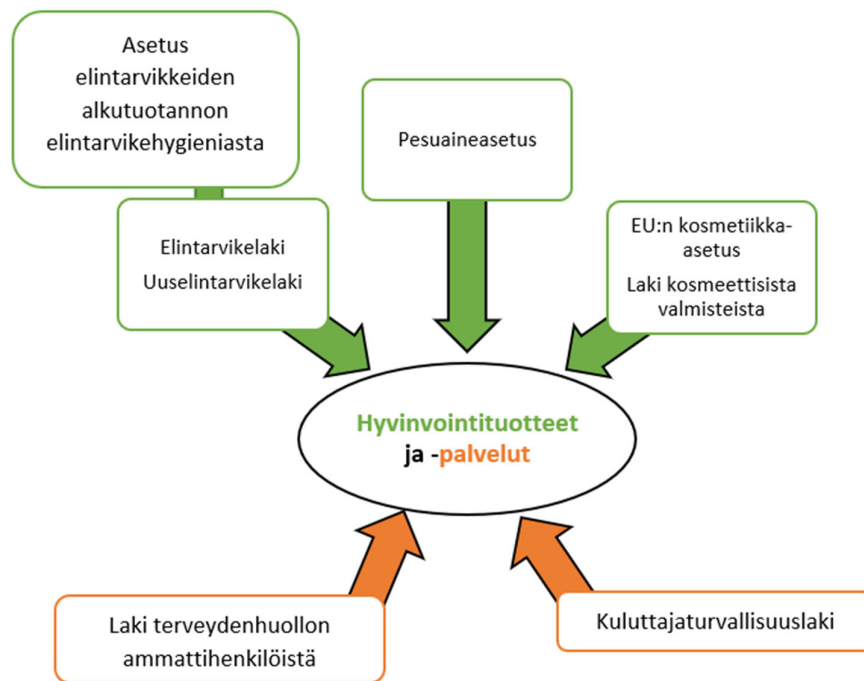 Asetus
elintarvikkeiden
alkutuotannon
elintarvikehygieniasta
Pesuaineasetus
Elintarvikelaki
Uuselintarvikelaki
EU:n kosmetiikka-
asetus
Laki kosmeettisista
valmisteista
Hyvinvointituotteet
ja -palvelut
Laki terveydenhuollon
ammattihenkilöistä
Kuluttajaturvallisuuslaki